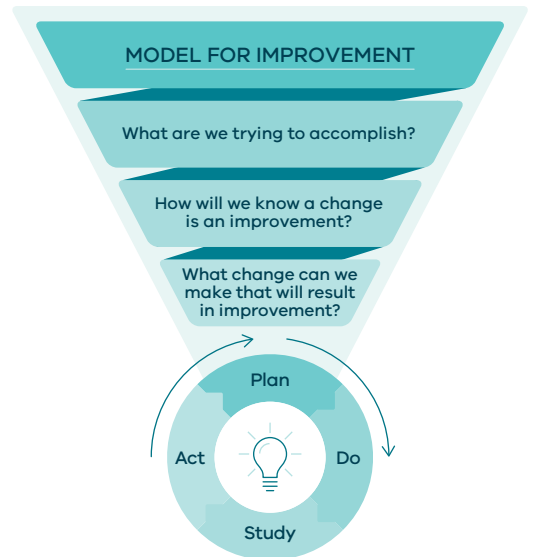 MODEL FOR IMPROVEMENT
What are we trying to accomplish?
How will we know a change
is an improvement?
What change can we
make that will result
in improvement?
Plan
Act
Do
Study